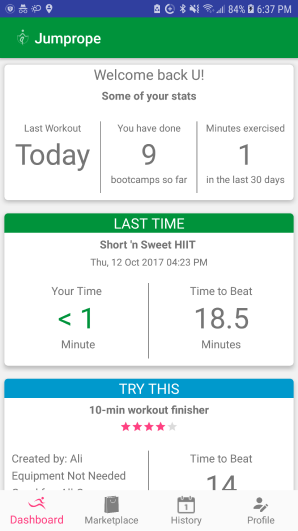 84% 6:37 PM
Jumprope
Welcome back U!
Some of your stats
Last Workout
Today
You have done
9
bootcamps so far
Minutes exercised
1
in the last 30 days
LAST TIME
Short 'n Sweet HIIT
Thu, 12 Oct 2017 04:23 PM
Your Time
< 1
Minute
Time to Beat
18.5
Minutes
TRY THIS
10-min workout finisher
Created by: Ali
Equipment Not Needed
Time to Beat
14
1
Dashboard
Marketplace
History
Profile